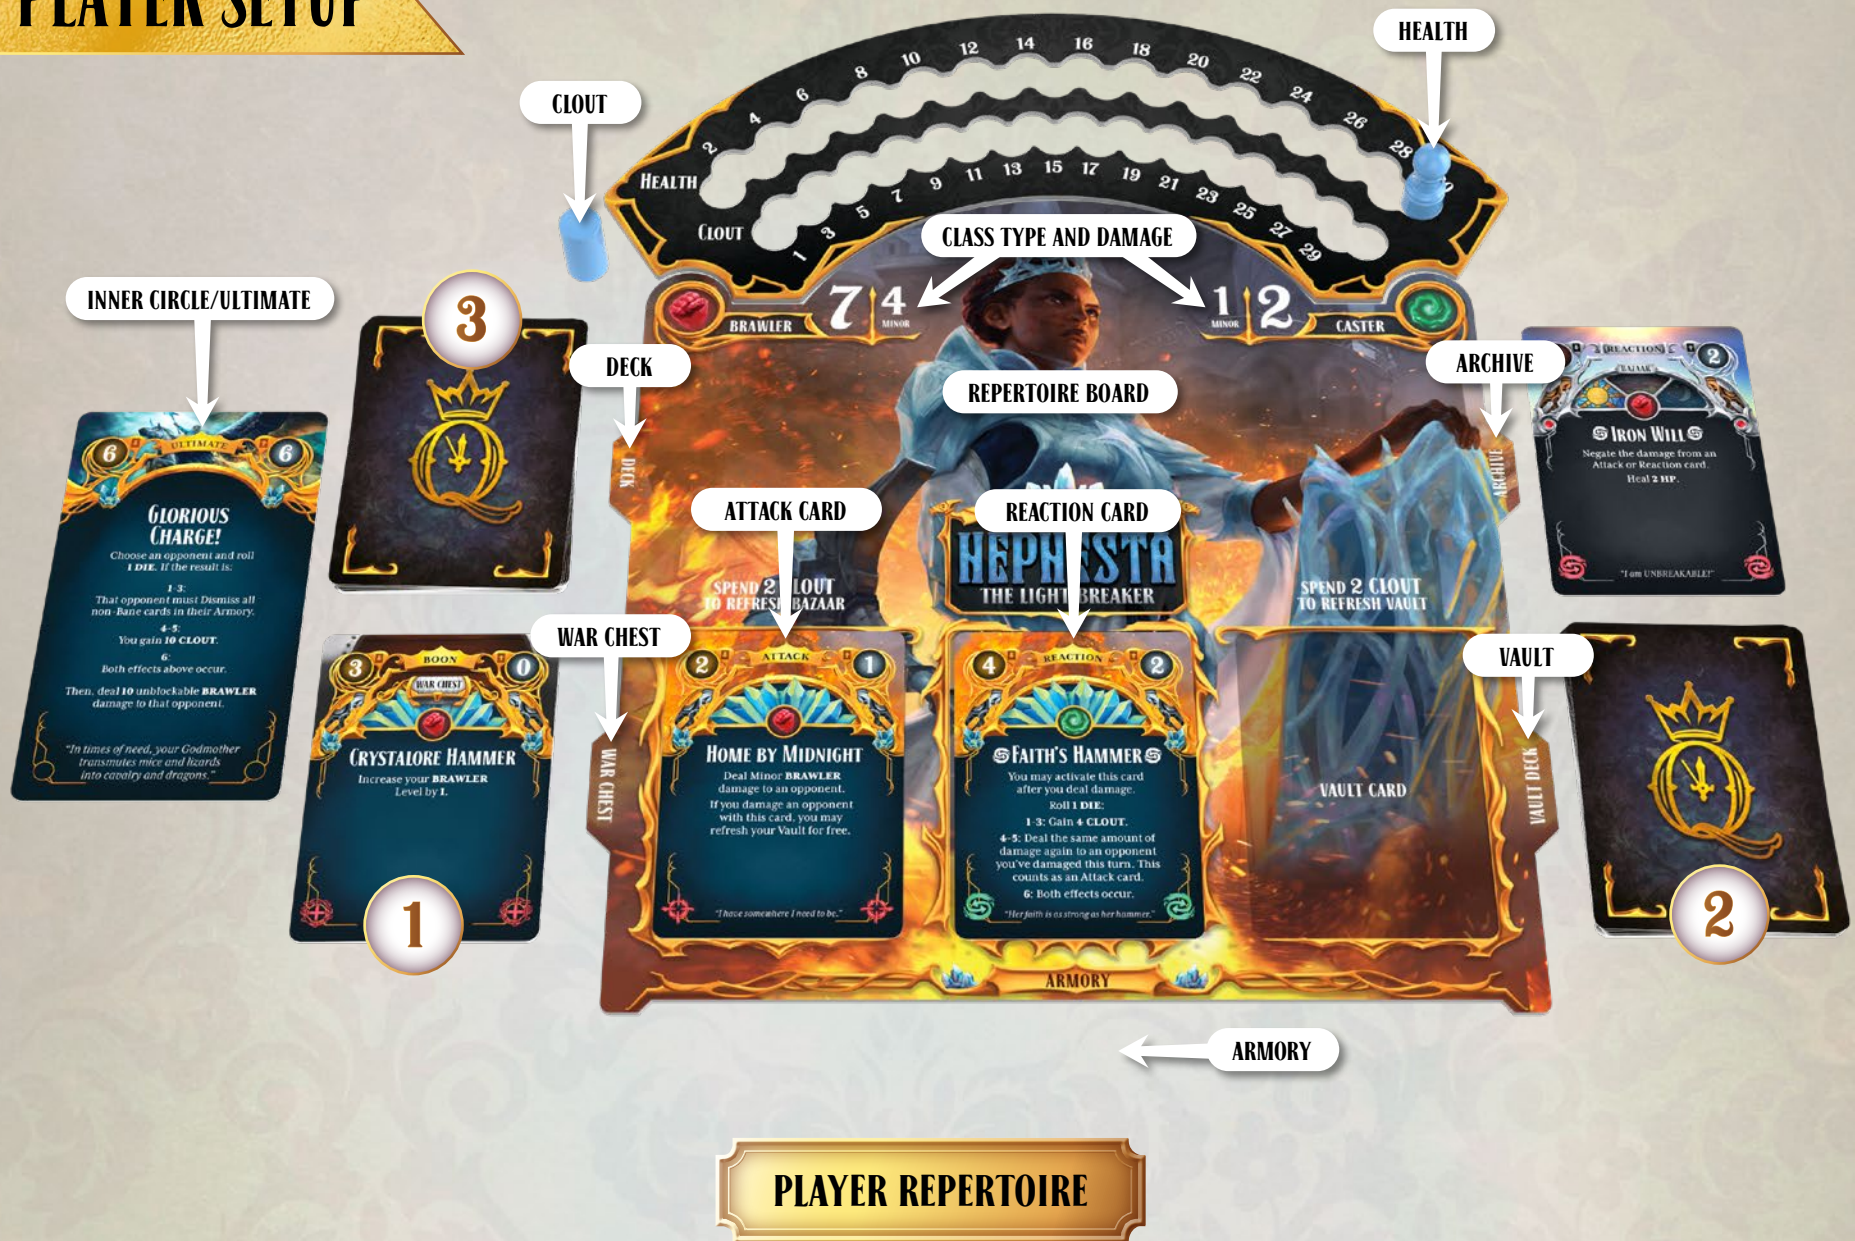 PLAYER SETUP
HEALTH
CLOUT
2 4 6 8 10 12 14 16 18 20 22 24 26 28
HEALTH
CLOUT
1 3 5 7 9 11 13 15 17 19 21 23 25 27 29
CLASS TYPE AND DAMAGE
BRAWLER
7 4
MINOR
1 2
MINOR
CASTER
INNER CIRCLE/ULTIMATE
3
DECK
DECK
REPERTOIRE BOARD
ARCHIVE
ARCHIVE
REACTION
2
BAZAAR
IRON WILL
Negate the damage from an
Attack or Reaction card.
Heal 2 HP.
"I am UNBREAKABLE!"
6
ULTIMATE
6
GLORIOUS
CHARGE!
Choose an opponent and roll
1 DIE. If the result is:
1-3:
That opponent must Dismiss all
non-Bane cards in their Armory.
4-5:
You gain 10 CLOUT.
6:
Both effects above occur.
Then, deal 10 unblockable BRAWLER
damage to that opponent.
"In times of need, your Godmother
transmutes mice and lizards
into cavalry and dragons."
ATTACK CARD
REACTION CARD
HEPHESTA
THE LIGHT BREAKER
SPEND 2 CLOUT
TO REFRESH BAZAAR
SPEND 2 CLOUT
TO REFRESH VAULT
WAR CHEST
WAR CHEST
3
BOON
0
WAR CHEST
CRYSTALORE HAMMER
Increase your BRAWLER
Level by 1.
1
2
ATTACK
1
HOME BY MIDNIGHT
Deal Minor BRAWLER
damage to an opponent.
If you damage an opponent
with this card, you may
refresh your Vault for free.
"I have somewhere I need to be."
4
REACTION
2
FAITH'S HAMMER
You may activate this card
after you deal damage.
Roll 1 DIE:
1-3: Gain 4 CLOUT.
4-5: Deal the same amount of
damage again to an opponent
you've damaged this turn. This
counts as an Attack card.
6: Both effects occur.
"Her faith is as strong as her hammer."
VAULT CARD
VAULT
VAULT DECK
2
ARMORY
ARMORY
PLAYER REPERTOIRE